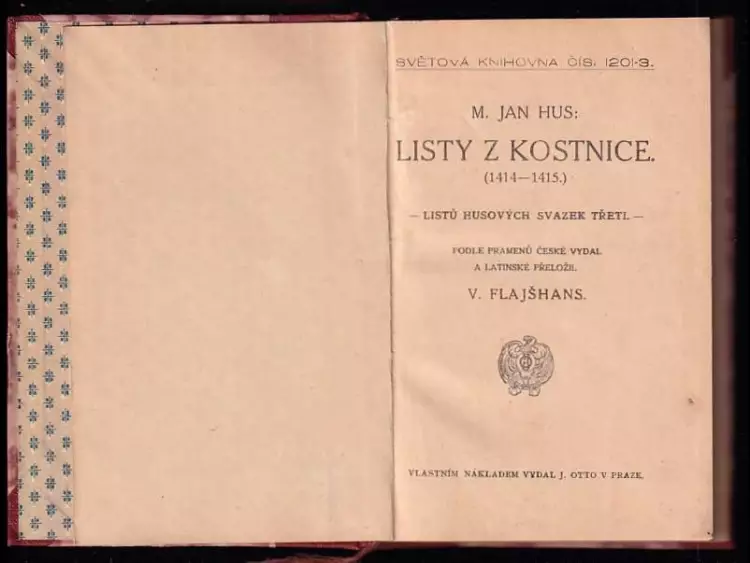 SVĚTOVÁ KNIHOVNA ČÍS. 1201-3.
M. JAN HUS:
LISTY Z KOSTNICE.
(1414—1415.)
— LISTŮ HUSOVÝCH SVAZEK TŘETÍ. —
PODLE PRAMENŮ ČESKÉ VYDAL
A LATINSKÉ PŘELOŽIL
V. FLAJŠHANS.
VLASTNÍM NÁKLADEM VYDAL J. OTTO V PRAZE.